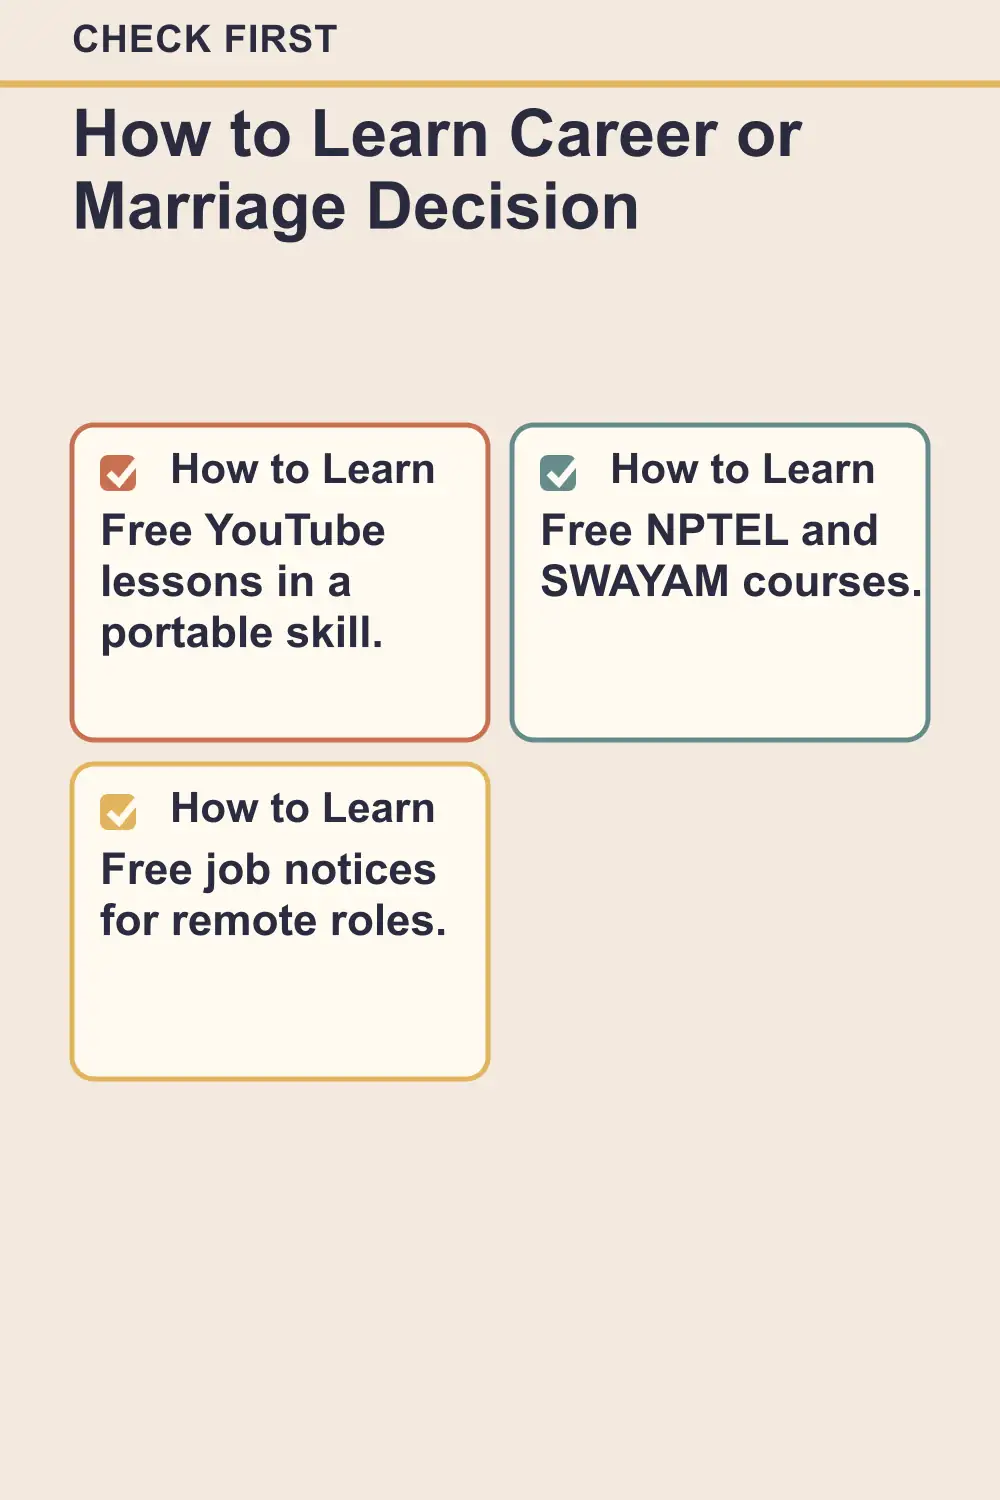 CHECK FIRST
How to Learn Career or
Marriage Decision
How to Learn
Free YouTube
lessons in a
portable skill.
How to Learn
Free NPTEL and
SWAYAM courses.
How to Learn
Free job notices
for remote roles.